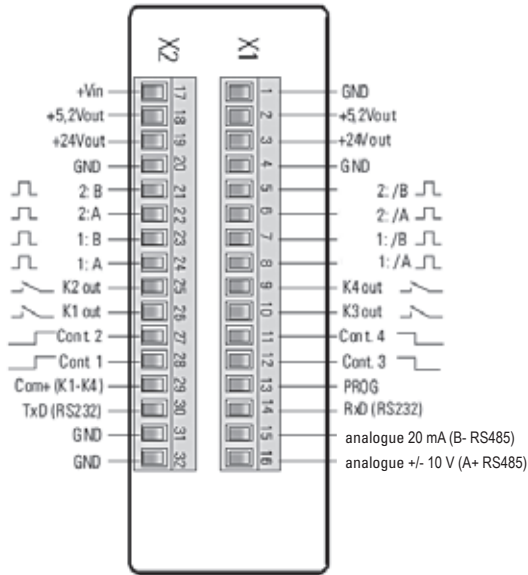 X2 X1
+Vin 17 1 GND
+5,2Vout 18 2 +5,2Vout
+24Vout 19 3 +24Vout
GND 20 4 GND
2: B 21 5 2: /B
2: A 22 6 2: /A
1: B 23 7 1: /B
1: A 24 8 1: /A
K2 out 25 9 K4 out
K1 out 26 10 K3 out
Cont. 2 27 11 Cont. 4
Cont. 1 28 12 Cont. 3
Com+ (K1-K4) 29 13 PROG
TxD (RS232) 30 14 RxD (RS232)
GND 31 15 analogue 20 mA (B- RS485)
GND 32 16 analogue +/- 10 V (A+ RS485)